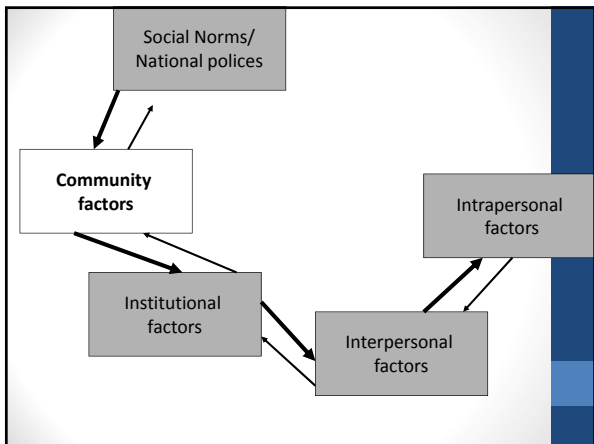 Social Norms/
National polices
Community
factors
Intrapersonal
factors
Institutional
factors
Interpersonal
factors